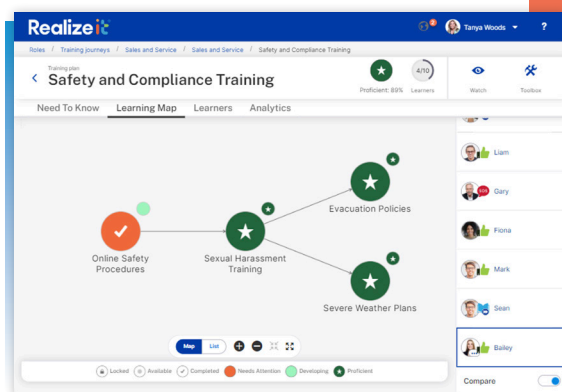 Realizeit
2
Tanya Woods
?
Roles / Training journeys / Sales and Service / Sales and Service / Safety and Compliance Training
Training plan
Safety and Compliance Training
Proficient: 89%
4/10
Learners
Watch
Toolbox
Need To Know
Learning Map
Learners
Analytics
Online Safety
Procedures
Sexual Harassment
Training
Evacuation Policies
Severe Weather Plans
Liam
Gary
Fiona
Mark
Sean
Bailey
Map
List
Locked
Available
Completed
Needs Attention
Developing
Proficient
Compare